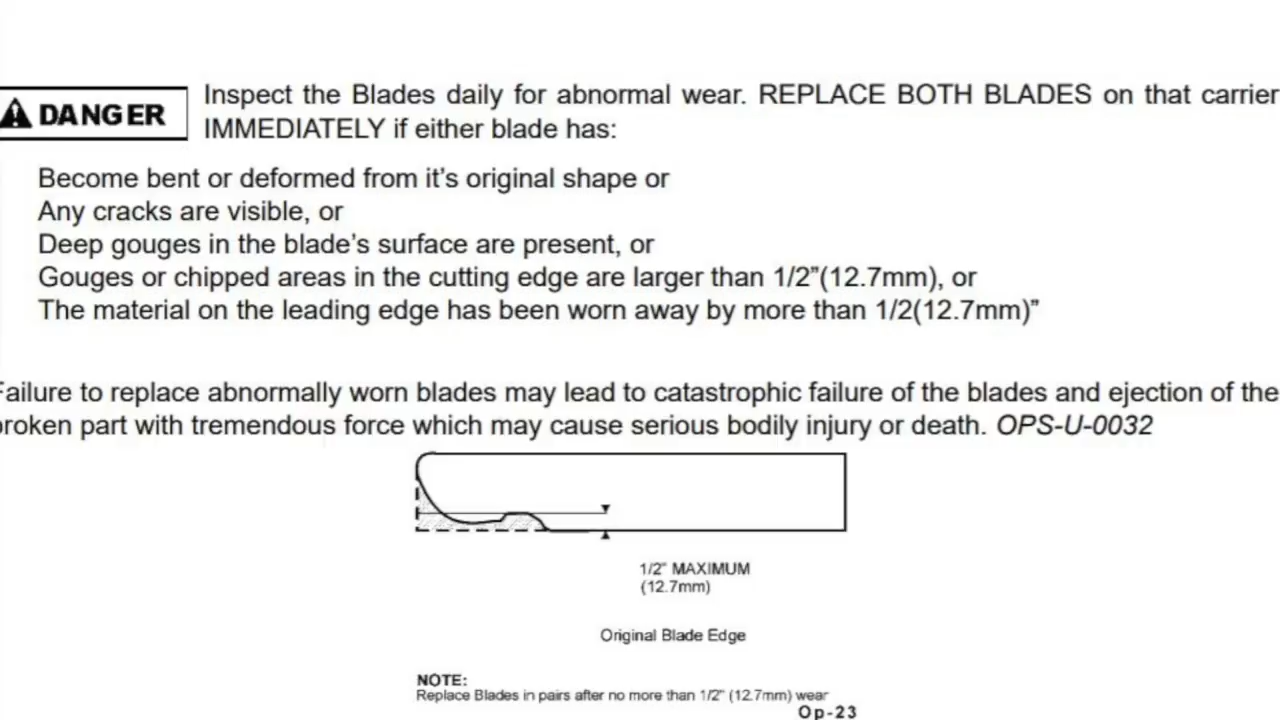 DANGER
Inspect the Blades daily for abnormal wear. REPLACE BOTH BLADES on that carrier
IMMEDIATELY if either blade has:
Become bent or deformed from it's original shape or
Any cracks are visible, or
Deep gouges in the blade's surface are present, or
Gouges or chipped areas in the cutting edge are larger than 1/2”(12.7mm), or
The material on the leading edge has been worn away by more than 1/2(12.7mm)”
Failure to replace abnormally worn blades may lead to catastrophic failure of the blades and ejection of the
broken part with tremendous force which may cause serious bodily injury or death. OPS-U-0032
1/2" MAXIMUM
(12.7mm)
Original Blade Edge
NOTE:
Replace Blades in pairs after no more than 1/2" (12.7mm) wear
Op-23